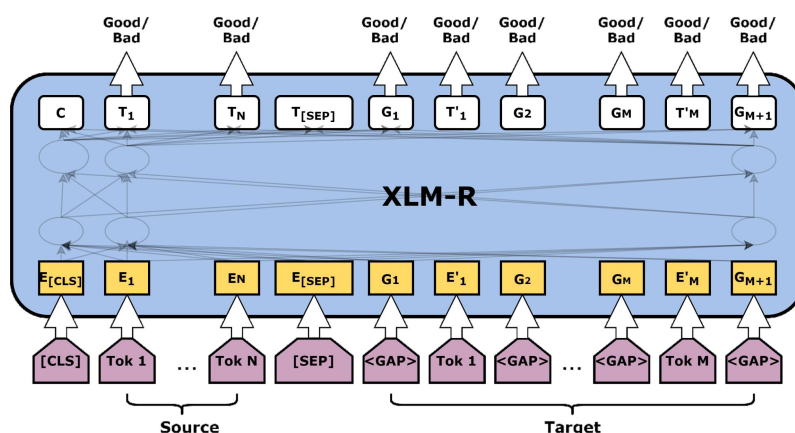 Good/ Good/ Good/ Good/ Good/ Good/ Good/ Good/
Bad Bad Bad Bad Bad Bad Bad Bad
C T1 TN T[SEP] G1 T'1 G2 GM T'M GM+1
XLM-R
E[CLS] E1 EN E[SEP] G1 E'1 G2 GM E'M GM+1
[CLS] Tok 1 ... Tok N [SEP] <GAP> Tok 1 <GAP> ... <GAP> Tok M <GAP>
Source Target